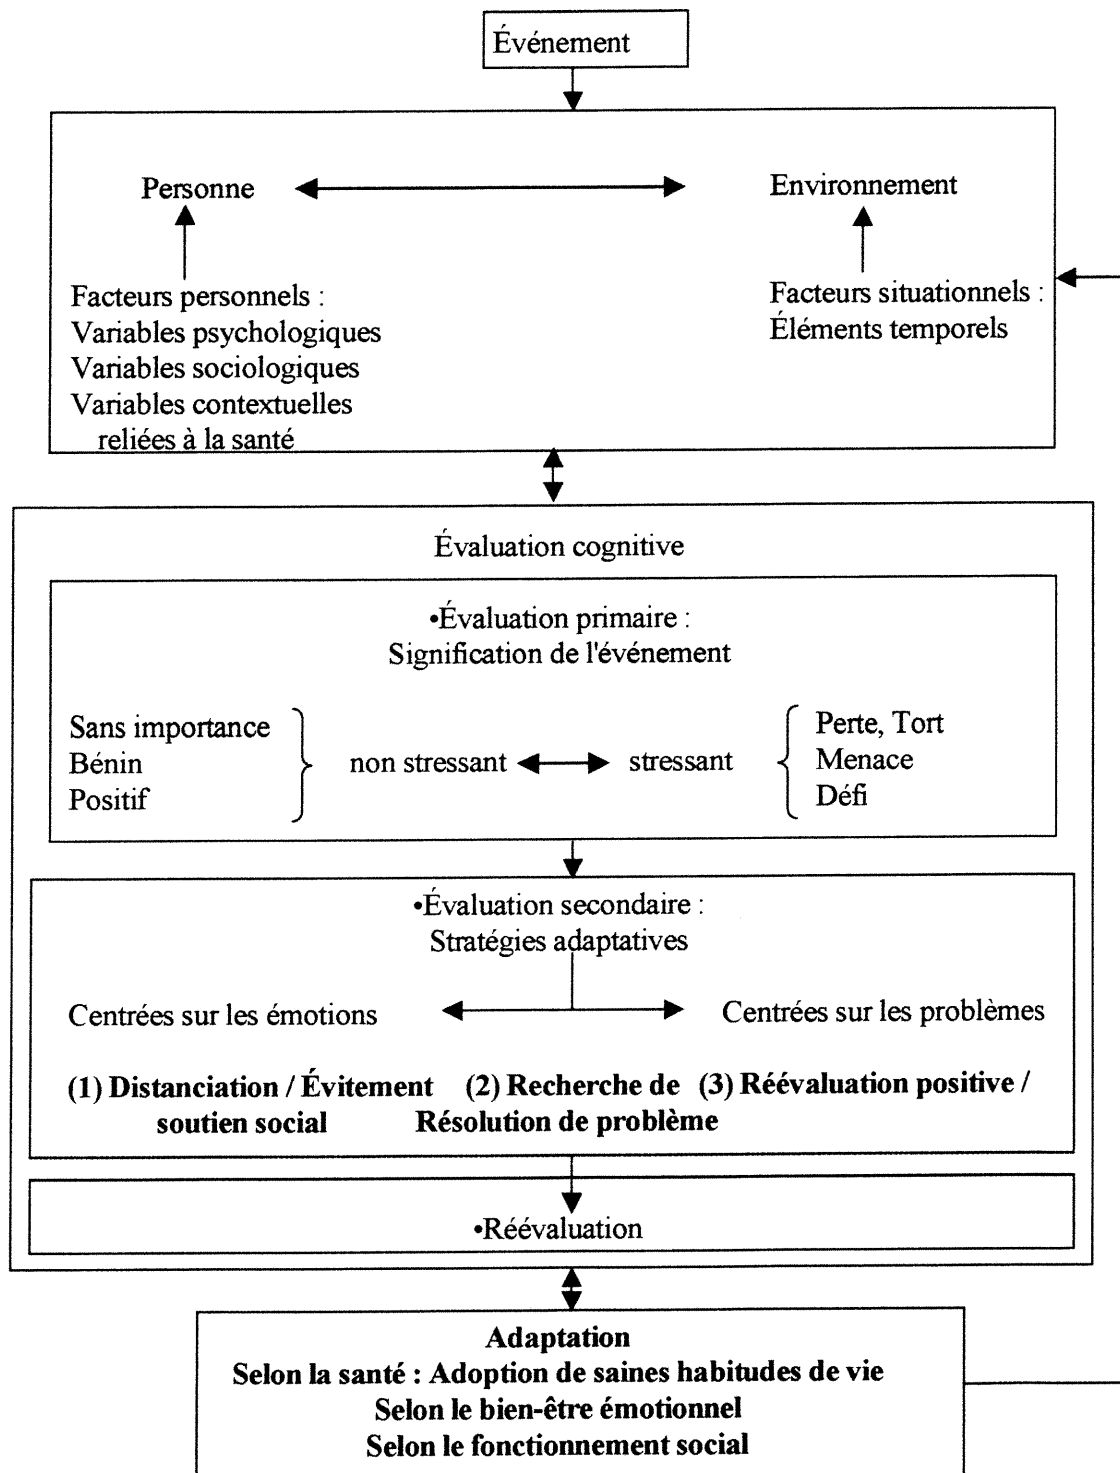 Événement
Personne
Environnement
Facteurs personnels :
Variables psychologiques
Variables sociologiques
Variables contextuelles
reliées à la santé
Facteurs situationnels :
Éléments temporels
Évaluation cognitive
•Évaluation primaire :
Signification de l'événement
Sans importance
Bénin
Positif
non stressant
stressant
Perte, Tort
Menace
Défi
•Évaluation secondaire :
Stratégies adaptatives
Centrées sur les émotions
Centrées sur les problèmes
(1) Distanciation / Évitement (2) Recherche de (3) Réévaluation positive /
soutien social Résolution de problème
•Réévaluation
Adaptation
Selon la santé : Adoption de saines habitudes de vie
Selon le bien-être émotionnel
Selon le fonctionnement social